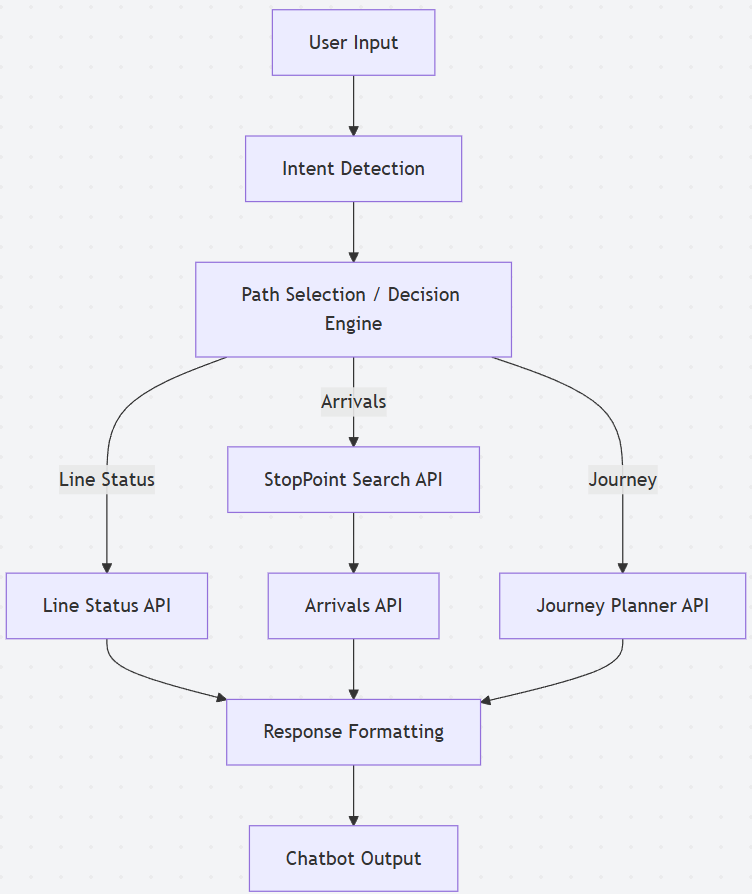 User Input
Intent Detection
Path Selection / Decision
Engine
Arrivals
Line Status
StopPoint Search API
Journey
Line Status API
Arrivals API
Journey Planner API
Response Formatting
Chatbot Output